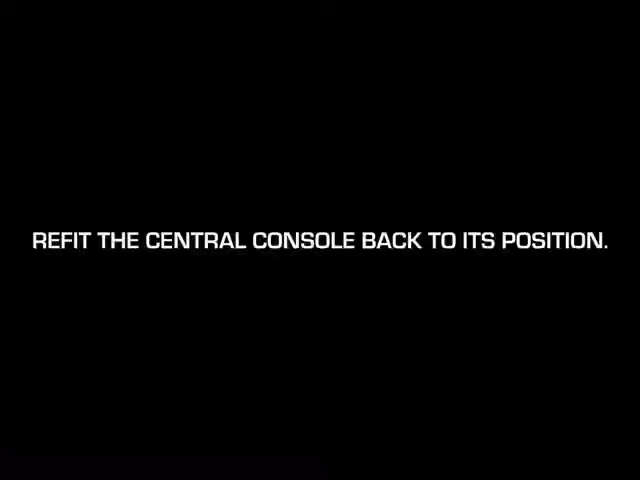 REFIT THE CENTRAL CONSOLE BACK TO ITS POSITION.